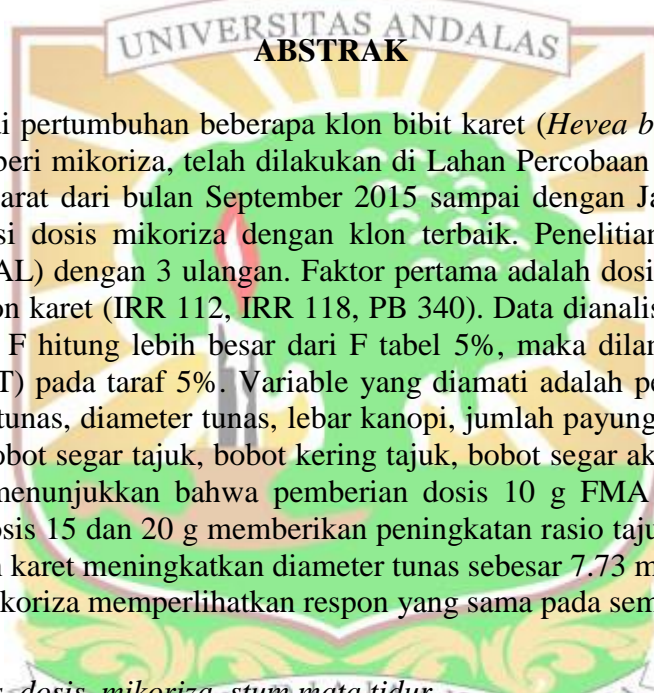 UNIVERSITAS ANDALAS
ABSTRAK
pertumbuhan beberapa klon bibit karet (Hevea b
beri mikoriza, telah dilakukan di Lahan Percobaan
arat dari bulan September 2015 sampai dengan Ja
si dosis mikoriza dengan klon terbaik. Penelitian
AL) dengan 3 ulangan. Faktor pertama adalah dosi
on karet (IRR 112, IRR 118, PB 340). Data dianalis
F hitung lebih besar dari F tabel 5%, maka dilan
T) pada taraf 5%. Variable yang diamati adalah pe
tunas, diameter tunas, lebar kanopi, jumlah payung
obot segar tajuk, bobot kering tajuk, bobot segar ak
menunjukkan bahwa pemberian dosis 10 g FMA
osis 15 dan 20 g memberikan peningkatan rasio taju
n karet meningkatkan diameter tunas sebesar 7.73 m
ikoriza memperlihatkan respon yang sama pada sem
dosis, mikoriza, stum mata tidur